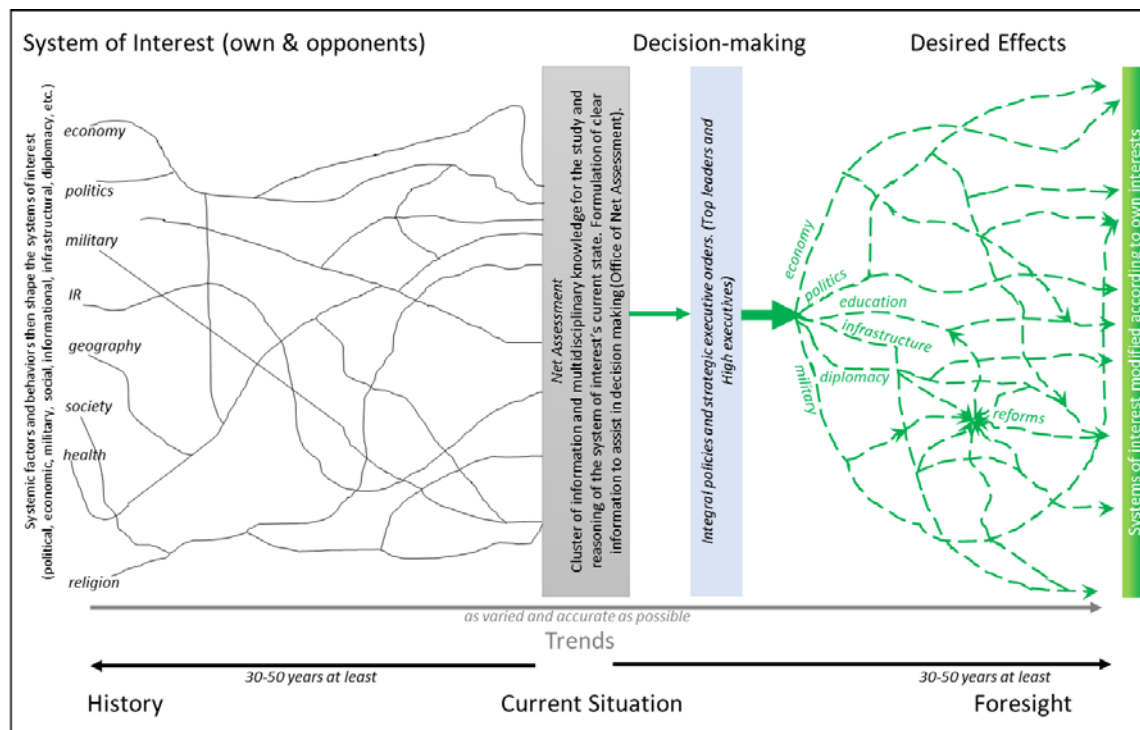 System of Interest (own & opponents)
Decision-making
Desired Effects
Systemic factors and behaviors then shape the systems of interest
(political, economic, military, social, informational, infrastructural, diplomacy, etc.)
economy
politics
military
IR
geography
society
health
religion
Net Assessment
Cluster of information and multidisciplinary knowledge for the study and
reasoning of the system of interest's current state. Formulation of clear
information to assist in decision making (Office of Net Assessment).
Integral policies and strategic executive orders. (Top leaders and
High executives)
economy
politics
education
infrastructure
diplomacy
military
reforms
Systems of interest modified according to own interests
as varied and accurate as possible
Trends
30-50 years at least
30-50 years at least
History
Current Situation
Foresight